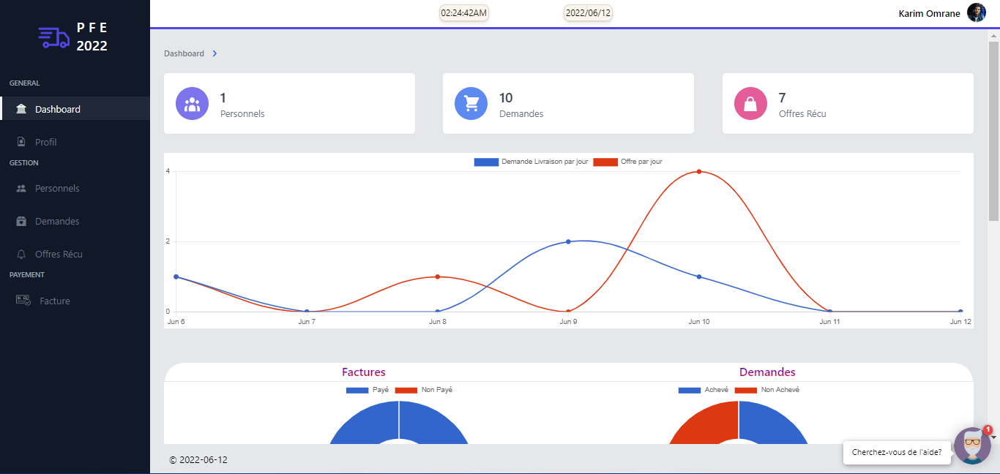 P F E
2022
02:24:42AM
2022/06/12
Karim Omrane
GENERAL
Dashboard
Profil
GESTION
Personnels
Demandes
Offres Récu
PAYEMENT
Facture
Dashboard
1
Personnels
10
Demandes
7
Offres Récu
Demande Livraison par jour
Offre par jour
4
2
0
Jun 6
Jun 7
Jun 8
Jun 9
Jun 10
Jun 11
Jun 12
Factures
Payé
Non Payé
Demandes
Achevé
Non Achevé
© 2022-06-12
Cherchez-vous de l'aide?
1